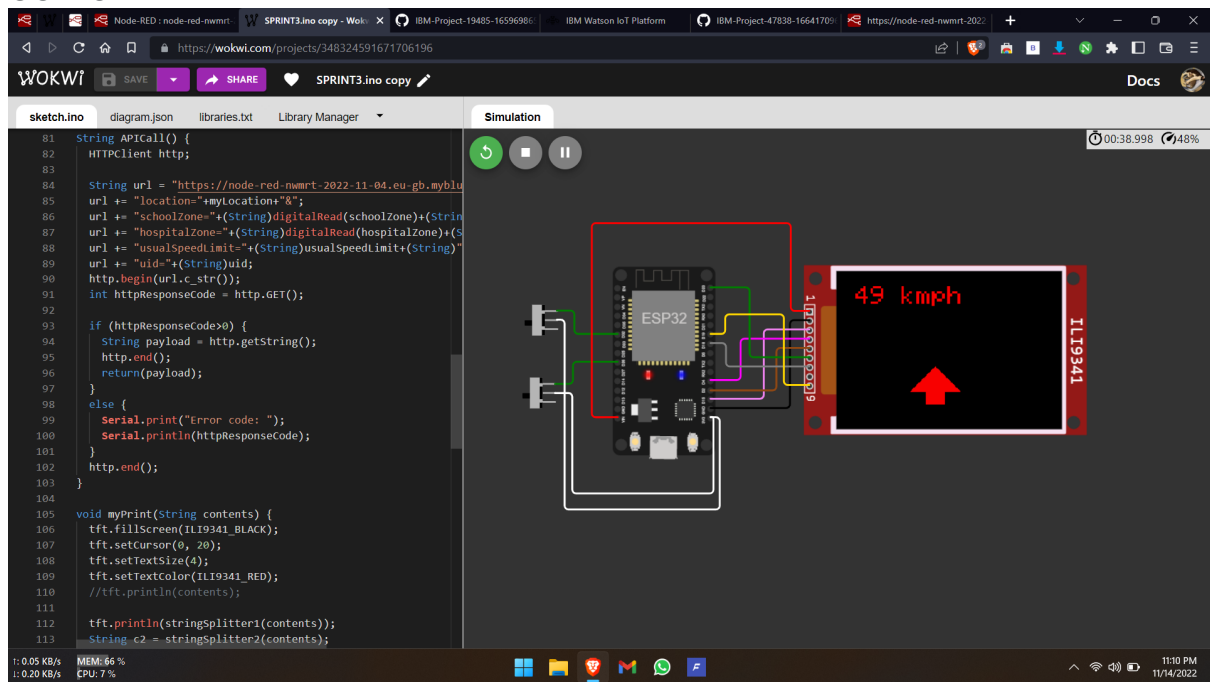 Node-RED : node-red-nwmrt-
SPRINT3.ino copy - Wokw
IBM-Project-19485-16596986
IBM Watson IoT Platform
IBM-Project-47838-16641709
https://node-red-nwmrt-2022
https://wokwi.com/projects/348324591671706196
WOKWi
SAVE
SHARE
SPRINT3.ino copy
Docs
sketch.ino
diagram.json
libraries.txt
Library Manager
Simulation
00:38.998
48%
81 String APICall() {
82 HTTPClient http;
83
84 String url = "https://node-red-nwmrt-2022-11-04.eu-gb.myblu
85 url += "location="+myLocation+"&";
86 url += "schoolZone="+(String)digitalRead(schoolZone)+(Strin
87 url += "hospitalZone="+(String)digitalRead(hospitalZone)+(S
88 url += "usualSpeedLimit="+(String)usualSpeedLimit+(String)"
89 url += "uid="+(String)uid;
90 http.begin(url.c_str());
91 int httpResponseCode = http.GET();
92
93 if (httpResponseCode>0) {
94 String payload = http.getString();
95 http.end();
96 return(payload);
97 }
98 else {
99 Serial.print("Error code: ");
100 Serial.println(httpResponseCode);
101 }
102 http.end();
103 }
104
105 void myPrint(String contents) {
106 tft.fillScreen(ILI9341_BLACK);
107 tft.setCursor(0, 20);
108 tft.setTextSize(4);
109 tft.setTextColor(ILI9341_RED);
110 //tft.println(contents);
111
112 tft.println(stringSplitter1(contents));
113 String c2 = stringSplitter2(contents);
ESP32
1
9
49 kmph
ILI9341
↑: 0.05 KB/s
↓: 0.20 KB/s
MEM: 66 %
CPU: 7 %
11:10 PM
11/14/2022